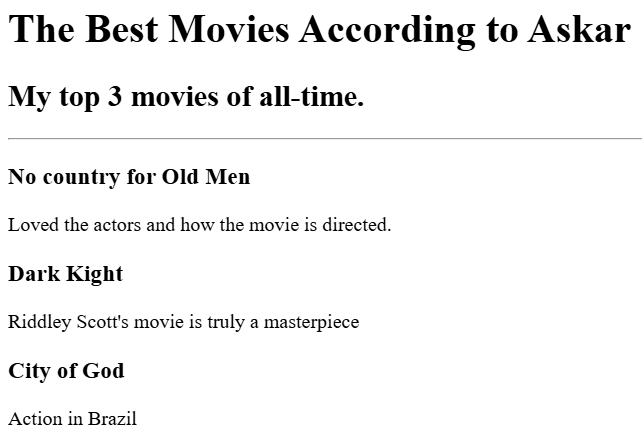 The Best Movies According to Askar
My top 3 movies of all-time.
No country for Old Men
Loved the actors and how the movie is directed.
Dark Kight
Riddley Scott's movie is truly a masterpiece
City of God
Action in Brazil